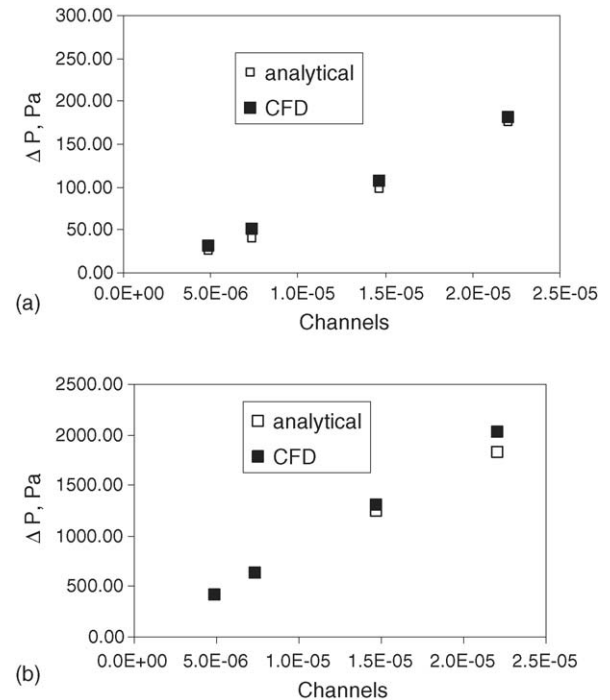 300.00
250.00
200.00
150.00
100.00
50.00
0.00
Δ P, Pa
analytical
CFD
0.0E+00 5.0E-06 1.0E-05 1.5E-05 2.0E-05 2.5E-05
Channels
(a)
2500.00
2000.00
1500.00
1000.00
500.00
0.00
Δ P, Pa
analytical
CFD
0.0E+00 5.0E-06 1.0E-05 1.5E-05 2.0E-05 2.5E-05
Channels
(b)